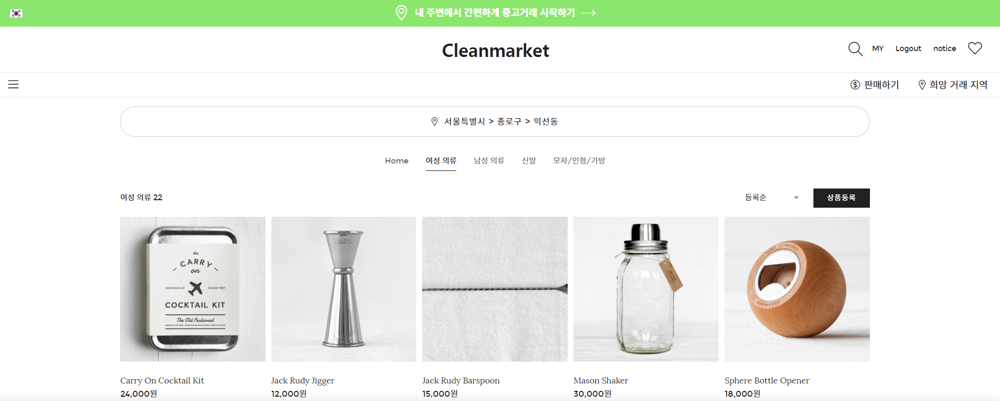 내 주변에서 간편하게 중고거래 시작하기
Cleanmarket
MY Logout notice
판매하기 희망 거래 지역
서울특별시 > 종로구 > 익선동
Home 여성 의류 남성 의류 신발 모자/인형/가방
여성 의류 22
등록순
상품등록
the
CARRY
on
COCKTAILS AT 30,000 FEET
COCKTAIL KIT
The Old Fashioned
JACK RUDY
COCKTAIL CO
Carry On Cocktail Kit
24,000원
Jack Rudy Jigger
12,000원
Jack Rudy Barspoon
15,000원
Mason Shaker
30,000원
Sphere Bottle Opener
18,000원